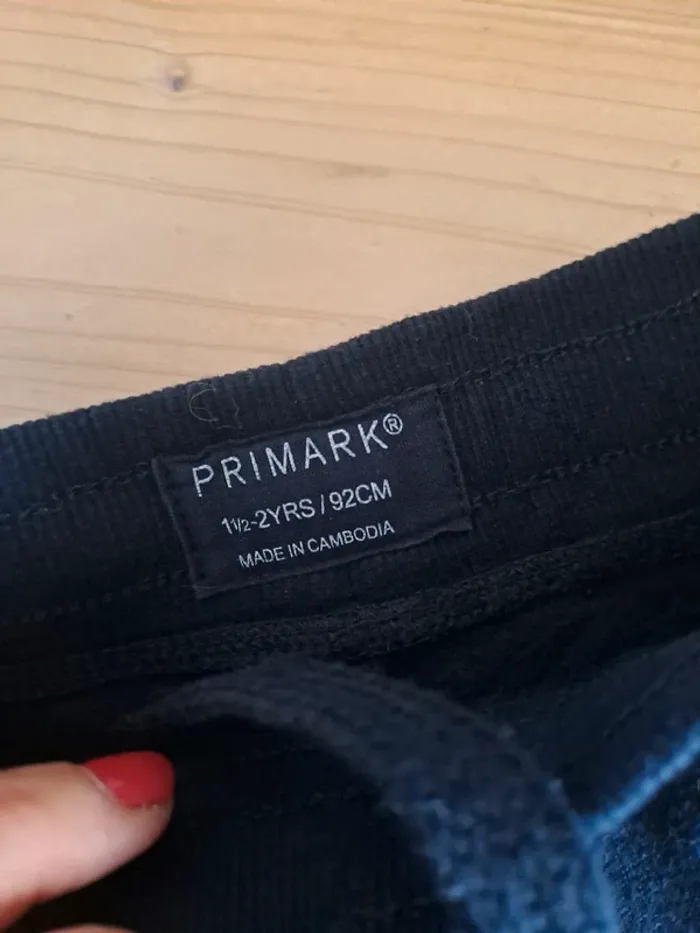 PRIMARK®
1½-2YRS / 92CM
MADE IN CAMBODIA